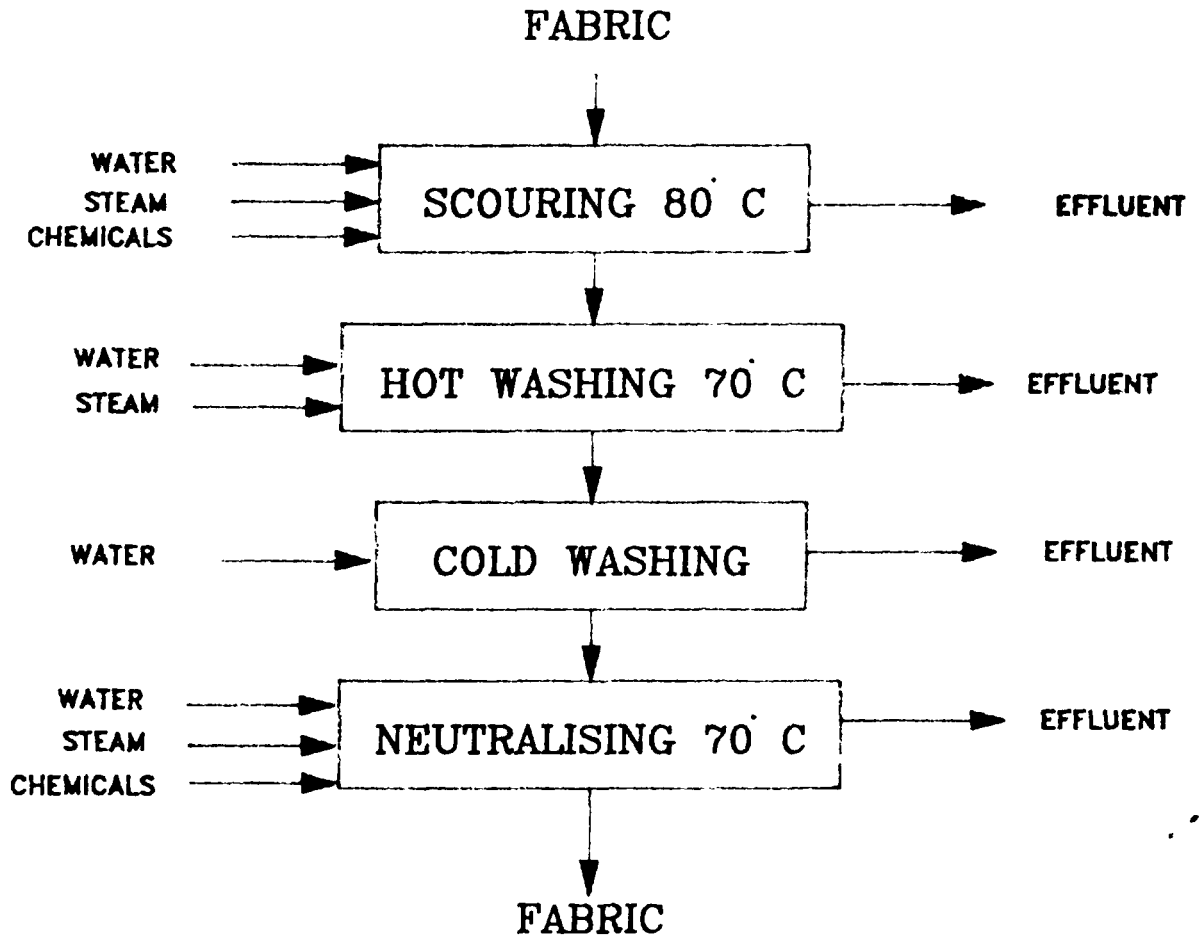 FABRIC
WATER
STEAM
CHEMICALS
SCOURING 80° C
EFFLUENT
WATER
STEAM
HOT WASHING 70° C
EFFLUENT
WATER
COLD WASHING
EFFLUENT
WATER
STEAM
CHEMICALS
NEUTRALISING 70° C
EFFLUENT
FABRIC